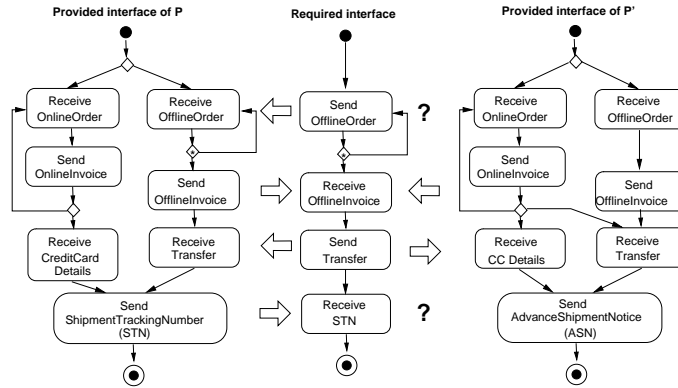 Provided interface of P
Receive
OnlineOrder
Receive
OfflineOrder
*
Send
OnlineInvoice
Send
OfflineInvoice
Receive
CreditCard
Details
Receive
Transfer
Send
ShipmentTrackingNumber
(STN)
Required interface
Send
OfflineOrder
?
*
Receive
OfflineInvoice
Send
Transfer
Receive
STN
?
Provided interface of P'
Receive
OnlineOrder
Receive
OfflineOrder
Send
OnlineInvoice
Send
OfflineInvoice
Receive
CC Details
Receive Transfer
Send
AdvanceShipmentNotice
(ASN)